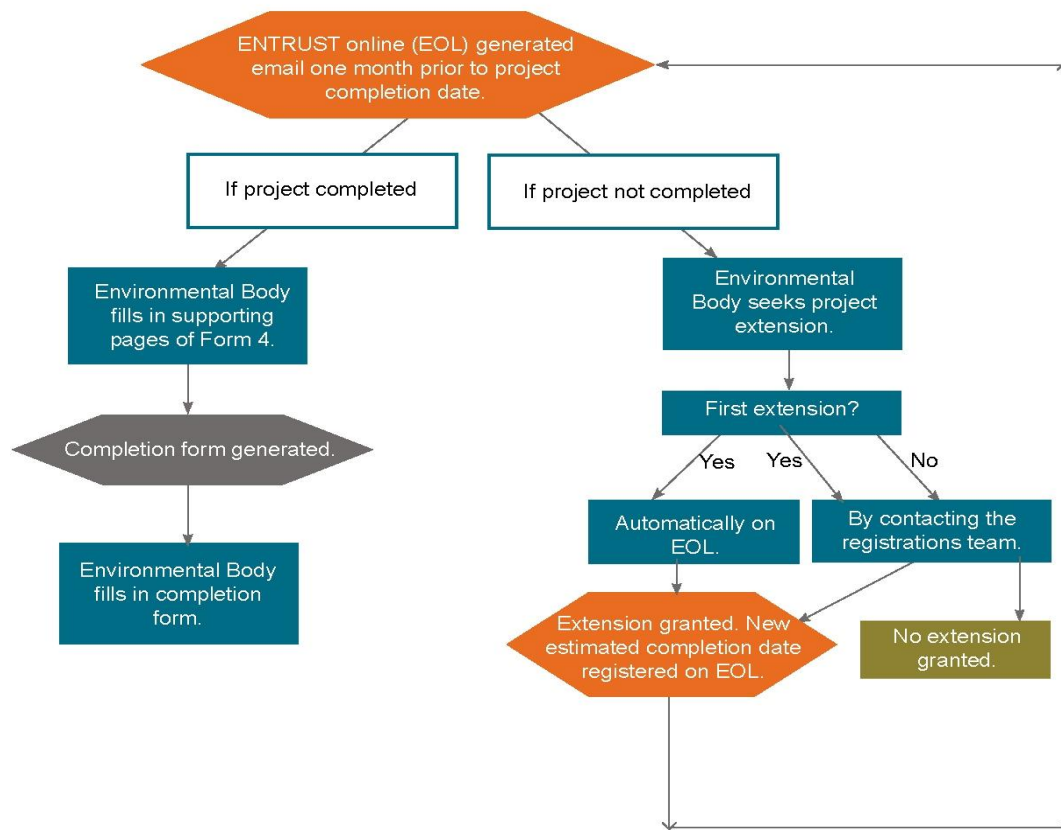 ENTRUST online (EOL) generated
email one month prior to project
completion date.
If project completed
If project not completed
Environmental Body
fills in supporting
pages of Form 4.
Environmental
Body seeks project
extension.
First extension?
Completion form generated.
Yes
Yes
No
Automatically on
EOL.
By contacting the
registrations team.
Environmental Body
fills in completion
form.
Extension granted. New
estimated completion date
registered on EOL.
No extension
granted.